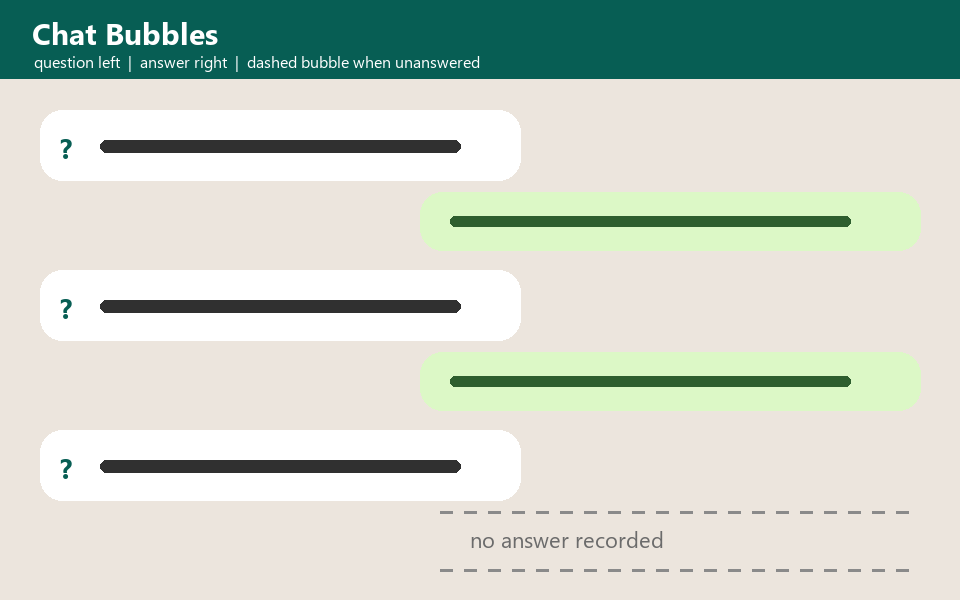 Chat Bubbles
question left | answer right | dashed bubble when unanswered
?
?
?
no answer recorded